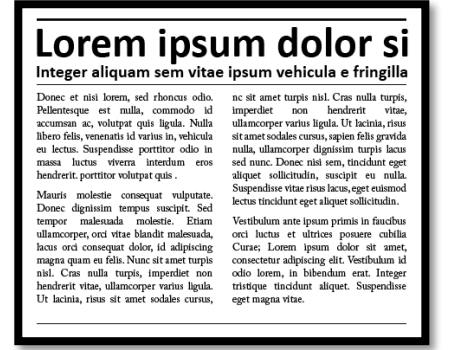 Lorem ipsum dolor si
Integer aliquam sem vitae ipsum vehicula e fringilla
Donec et nisi lorem, sed rhoncus odio.
Pellentesque est nulla, commodo id
accumsan ac, volutpat quis ligula. Nulla
libero felis, venenatis id varius in, vehicula
eu lectus. Suspendisse porttitor odio in
massa luctus viverra interdum eros
hendrerit. porttitor volutpat quis .
Mauris molestie consequat vulputate.
Donec dignissim tempus suscipit. Sed
tempor malesuada molestie. Etiam
ullamcorper, orci vitae blandit malesuada,
lacus orci consequat dolor, id adipiscing
magna quam eu felis. Nunc sit amet turpis
nisl. Cras nulla turpis, imperdiet non
hendrerit vitae, ullamcorper varius ligula.
Ut lacinia, risus sit amet sodales cursus,
nc sit amet turpis nisl. Cras nulla turpis,
imperdiet non hendrerit vitae,
ullamcorper varius ligula. Ut lacinia, risus
sit amet sodales cursus, sapien felis gravida
nulla, ullamcorper dignissim turpis lacus
sed nunc. Donec nisi sem, tincidunt eget
aliquet sollicitudin, suscipit eu nulla.
Suspendisse vitae risus lacus, eget euismod
lectus tincidunt eget aliquet sollicitudin.
Vestibulum ante ipsum primis in faucibus
orci luctus et ultrices posuere cubilia
Curae; Lorem ipsum dolor sit amet,
consectetur adipiscing elit. Vestibulum id
odio lorem, in bibendum erat. Integer
tristique tincidunt aliquet. Suspendisse
eget magna vitae.